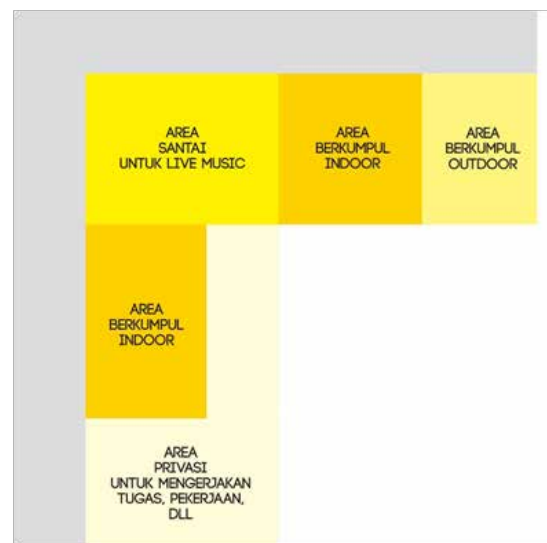 AREA
SANTAI
UNTUK LIVE MUSIC
AREA
BERKUMPUL
INDOOR
AREA
BERKUMPUL
OUTDOOR
AREA
BERKUMPUL
INDOOR
AREA
PRIVASI
UNTUK MENGERJAKAN
TUGAS, PEKERJAAN,
DLL